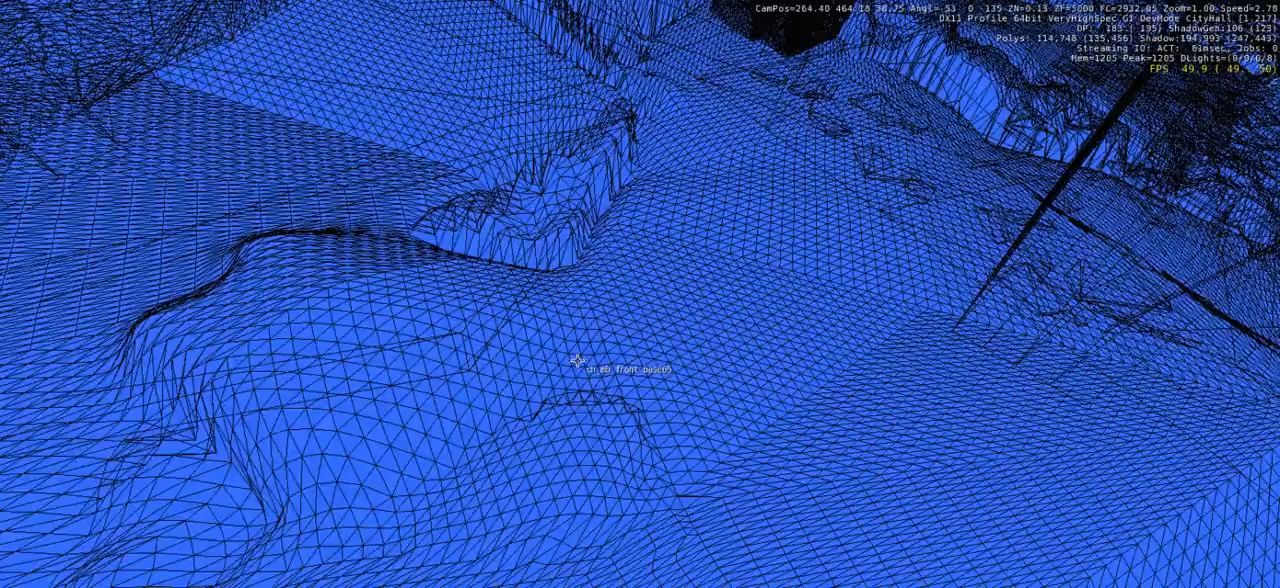 CamPos=264.40 464.18 38.75 Angl=-53 0 -135 ZN=0.13 ZF=5000 FC=2932.05 Zoom=1.00 Speed=2.78
DX11 Profile 64bit VeryHighSpec GI DevMode CityHall [1.217]
DP: 183 ( 195) ShadowGen:106 (123)
Polys: 114,748 (135,456) Shadow:194,993 (247,443)
Streaming IO: ACT: 61msec, Jobs: 0
Mem=1205 Peak=1205 DLights=(0/0/0/8)
FPS 49.9 ( 49.. 50)
ch_mb_front_base05